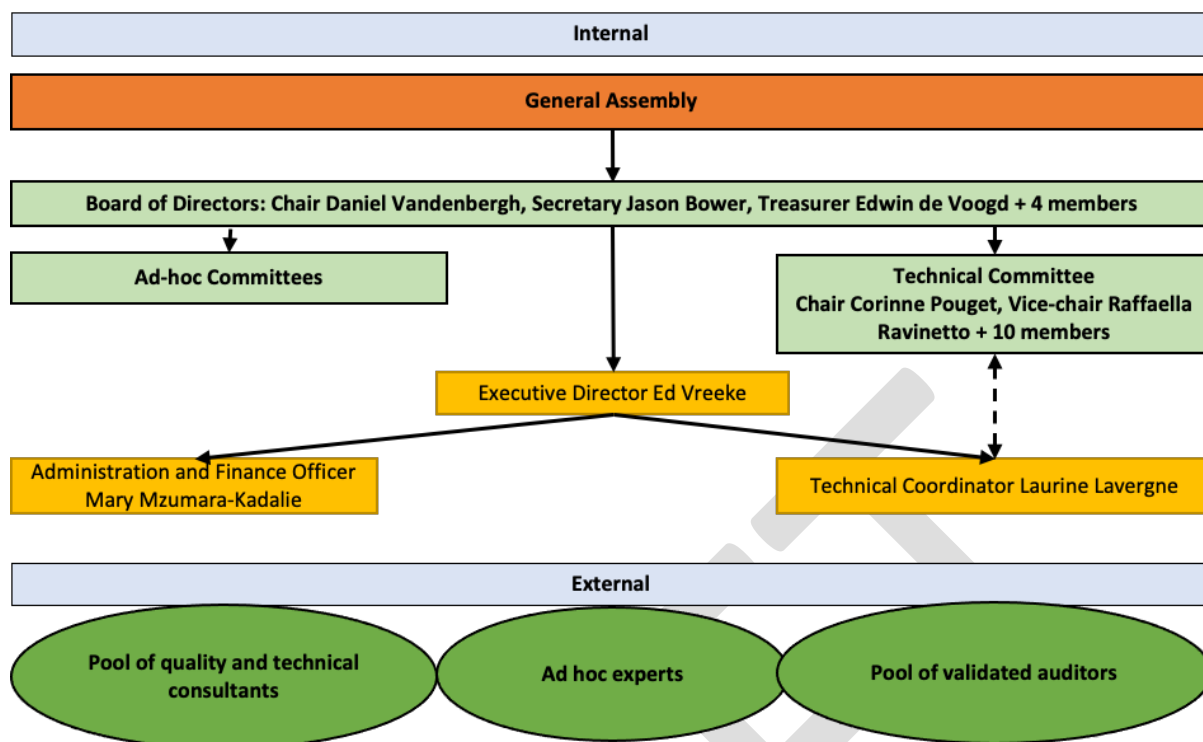 Internal
General Assembly
Board of Directors: Chair Daniel Vandenbergh, Secretary Jason Bower, Treasurer Edwin de Voogd + 4 members
Ad-hoc Committees
Technical Committee
Chair Corinne Pouget, Vice-chair Raffaella
Ravinetto + 10 members
Executive Director Ed Vreeke
Administration and Finance Officer
Mary Mzumara-Kadalie
Technical Coordinator Laurine Lavergne
External
Pool of quality and technical
consultants
Ad hoc experts
Pool of validated auditors